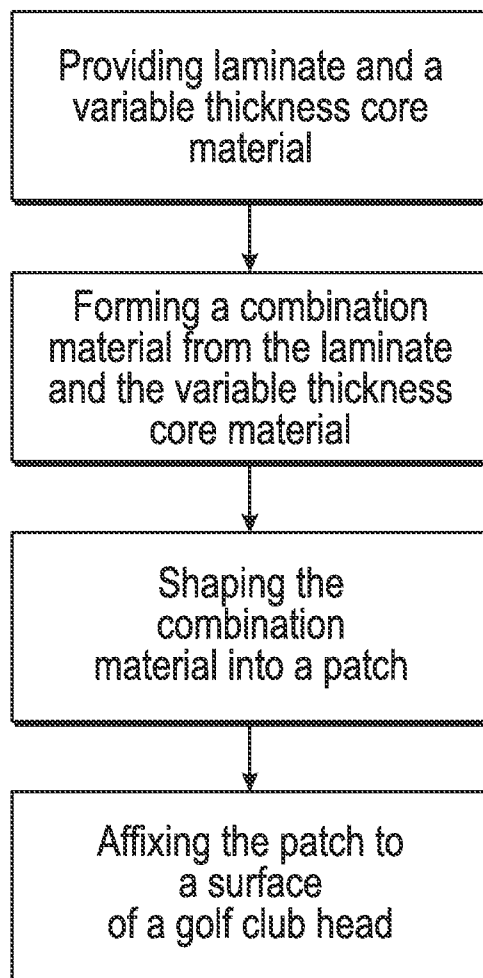 Providing laminate and a
variable thickness core
material
Forming a combination
material from the laminate
and the variable thickness
core material
Shaping the
combination
material into a patch
Affixing the patch to
a surface
of a golf club head